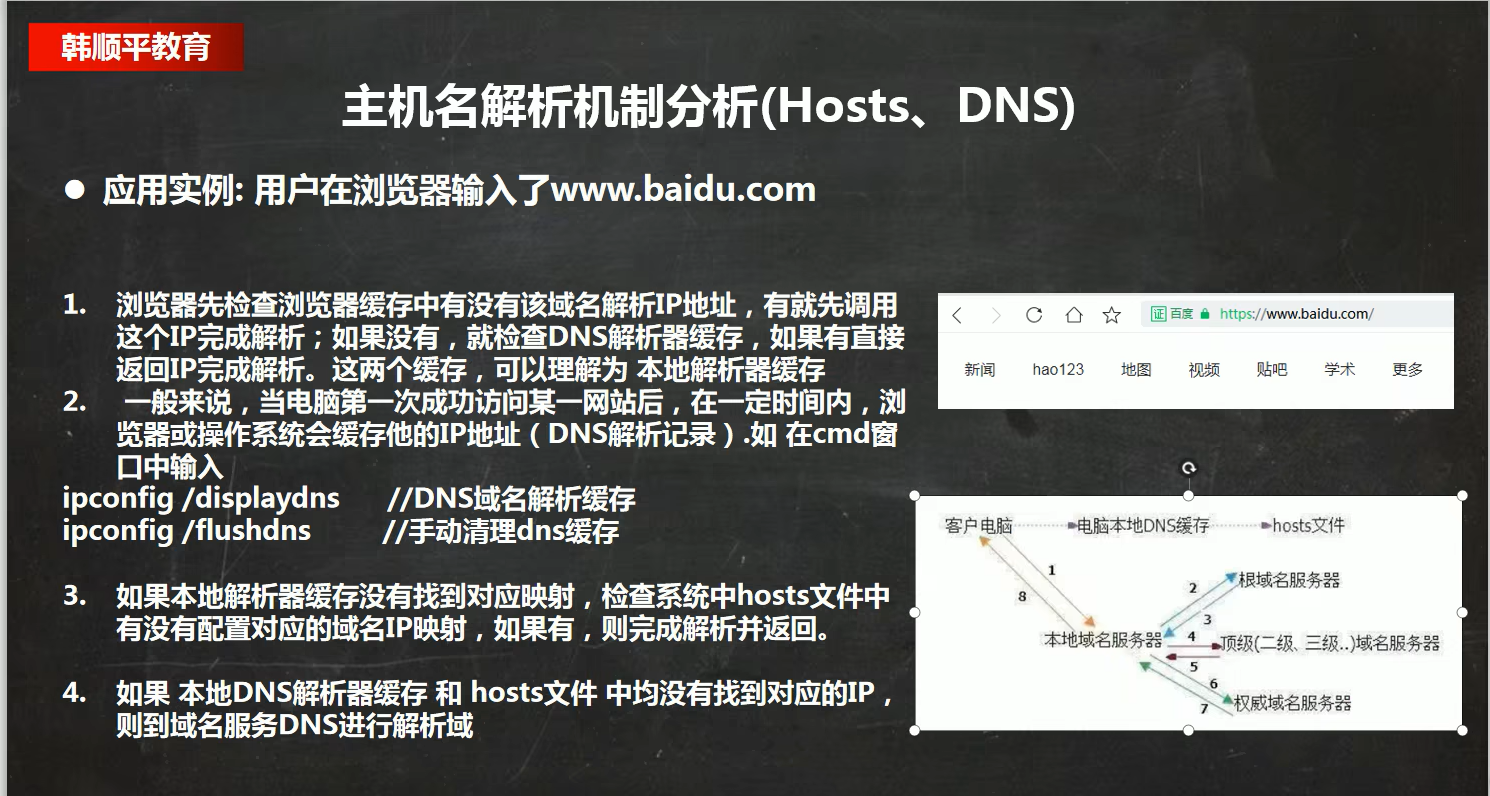 韩顺平教育
主机名解析机制分析(Hosts、DNS)
● 应用实例: 用户在浏览器输入了www.baidu.com
1. 浏览器先检查浏览器缓存中有没有该域名解析IP地址，有就先调用
这个IP完成解析；如果没有，就检查DNS解析器缓存，如果有直接
返回IP完成解析。这两个缓存，可以理解为 本地解析器缓存
2. 一般来说，当电脑第一次成功访问某一网站后，在一定时间内，浏
览器或操作系统会缓存他的IP地址（DNS解析记录）.如 在cmd窗
口中输入
ipconfig /displaydns //DNS域名解析缓存
ipconfig /flushdns //手动清理dns缓存
3. 如果本地解析器缓存没有找到对应映射，检查系统中hosts文件中
有没有配置对应的域名IP映射，如果有，则完成解析并返回。
4. 如果 本地DNS解析器缓存 和 hosts文件 中均没有找到对应的IP，
则到域名服务DNS进行解析域
证 百度 https://www.baidu.com/
新闻 hao123 地图 视频 贴吧 学术 更多
客户电脑 电脑本地DNS缓存 hosts文件
1
2 根域名服务器
8
3
本地域名服务器 4 顶级(二级、三级..)域名服务器
5
6
7 权威域名服务器